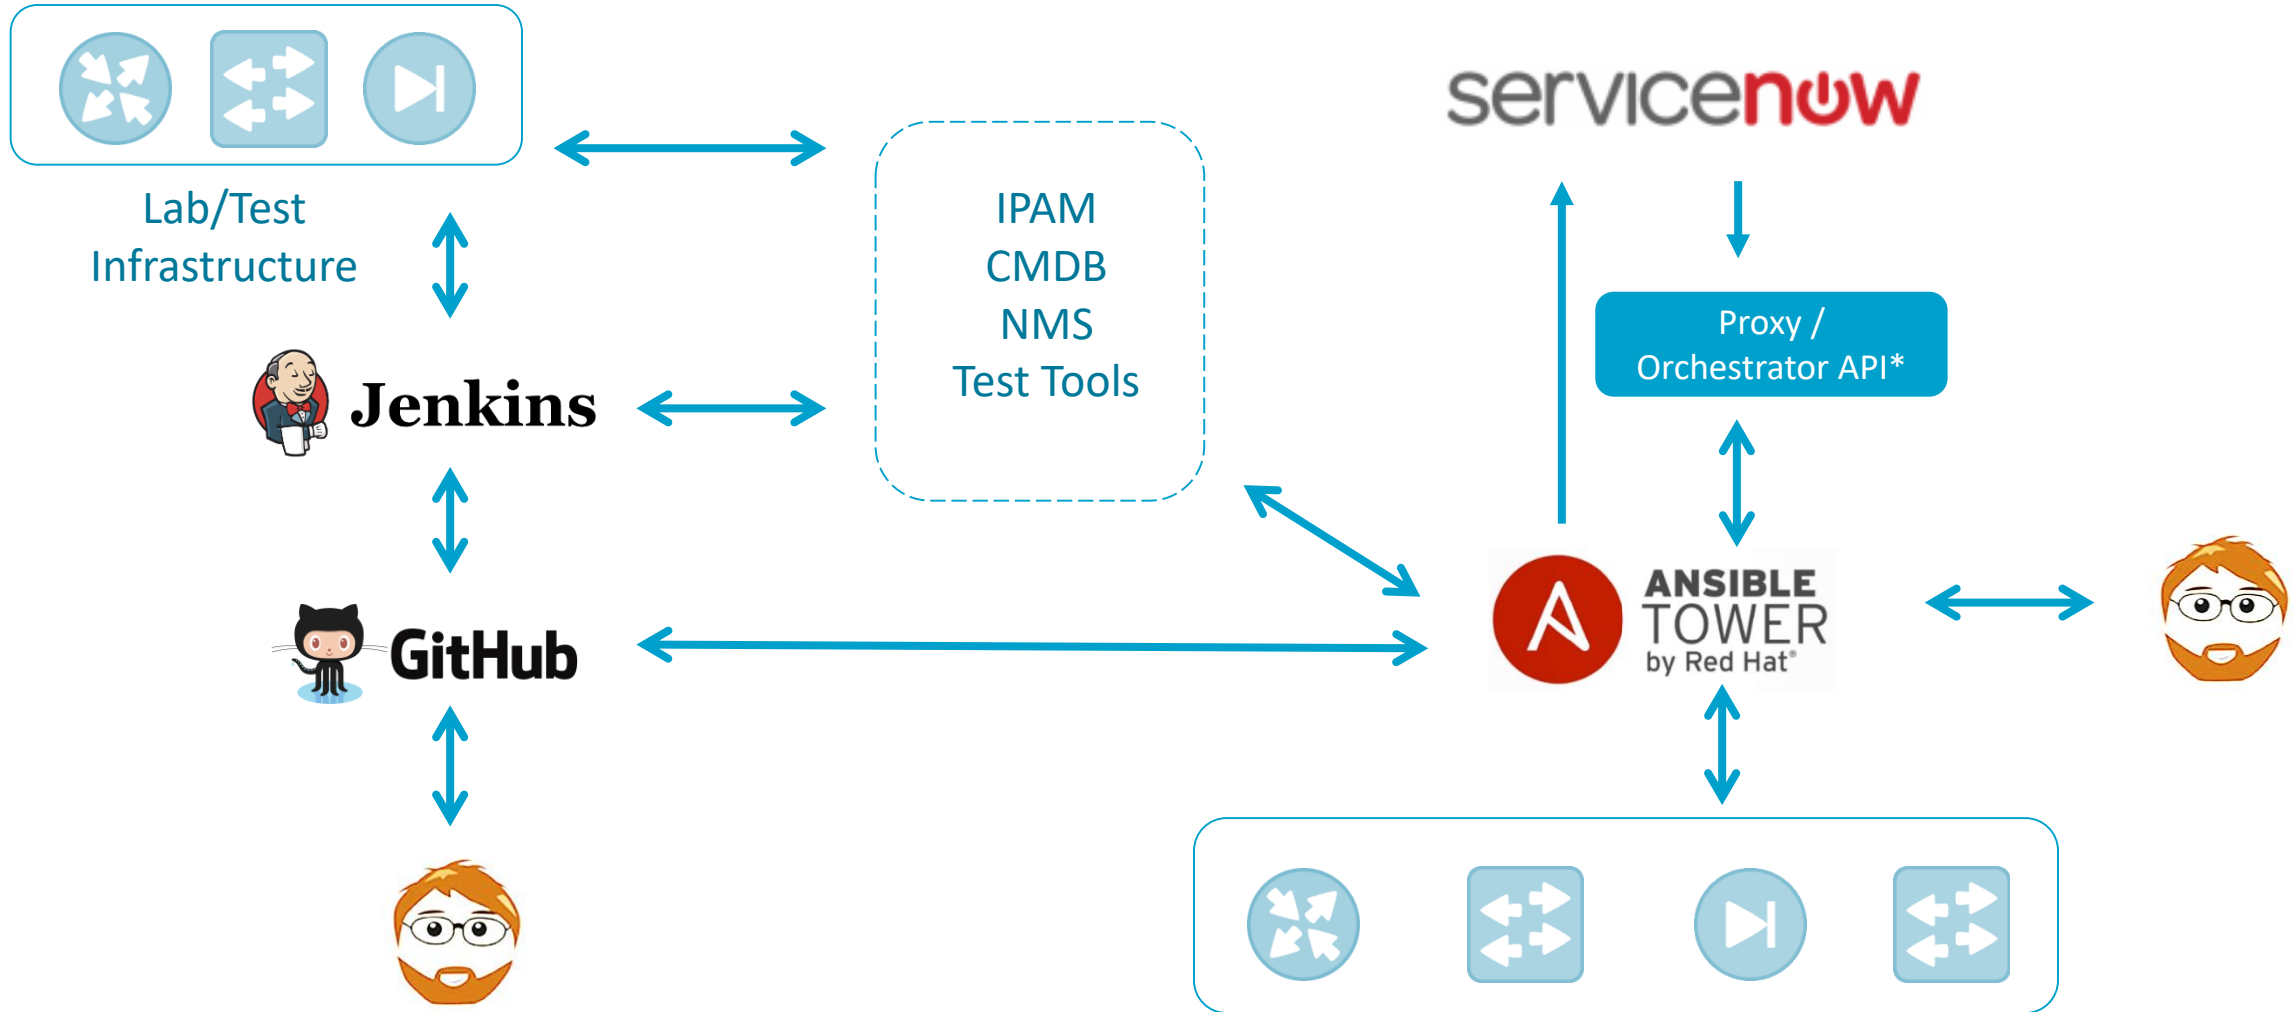 servicenow
Lab/Test
Infrastructure
IPAM
CMDB
NMS
Test Tools
Proxy /
Orchestrator API*
Jenkins
ANSIBLE
TOWER
by Red Hat®
GitHub